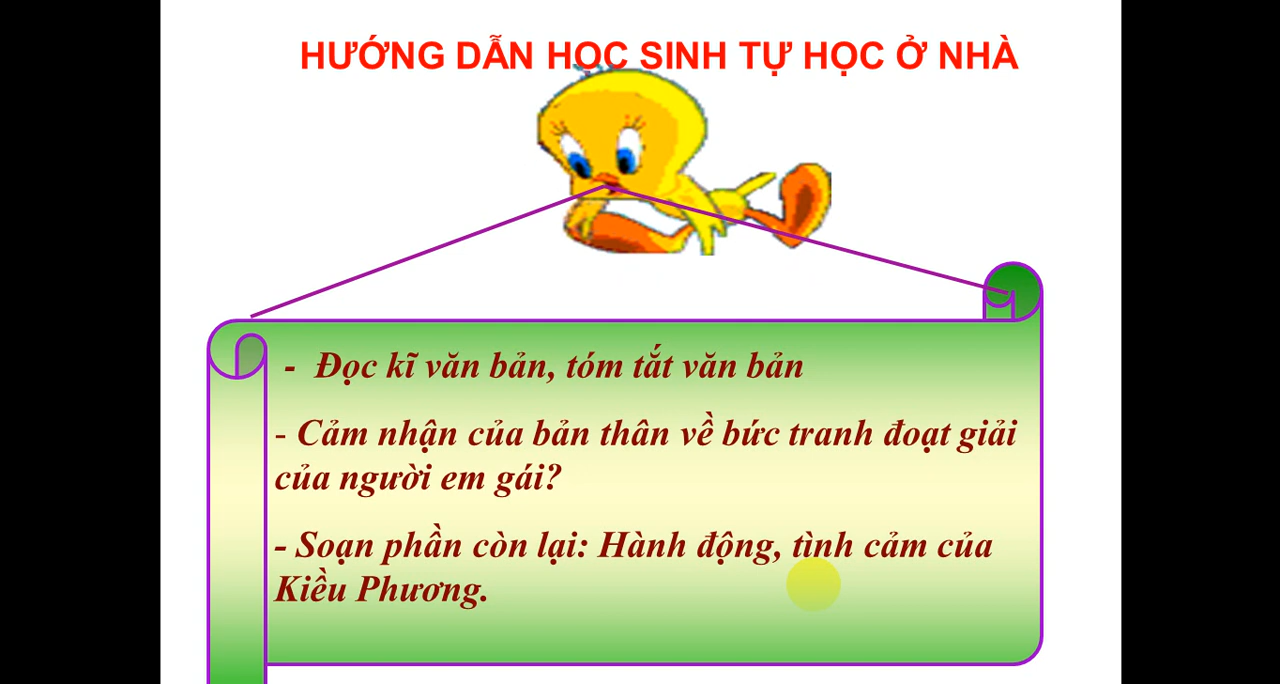 HƯỚNG DẪN HỌC SINH TỰ HỌC Ở NHÀ
- Đọc kĩ văn bản, tóm tắt văn bản
- Cảm nhận của bản thân về bức tranh đoạt giải
của người em gái?
- Soạn phần còn lại: Hành động, tình cảm của
Kiều Phương.